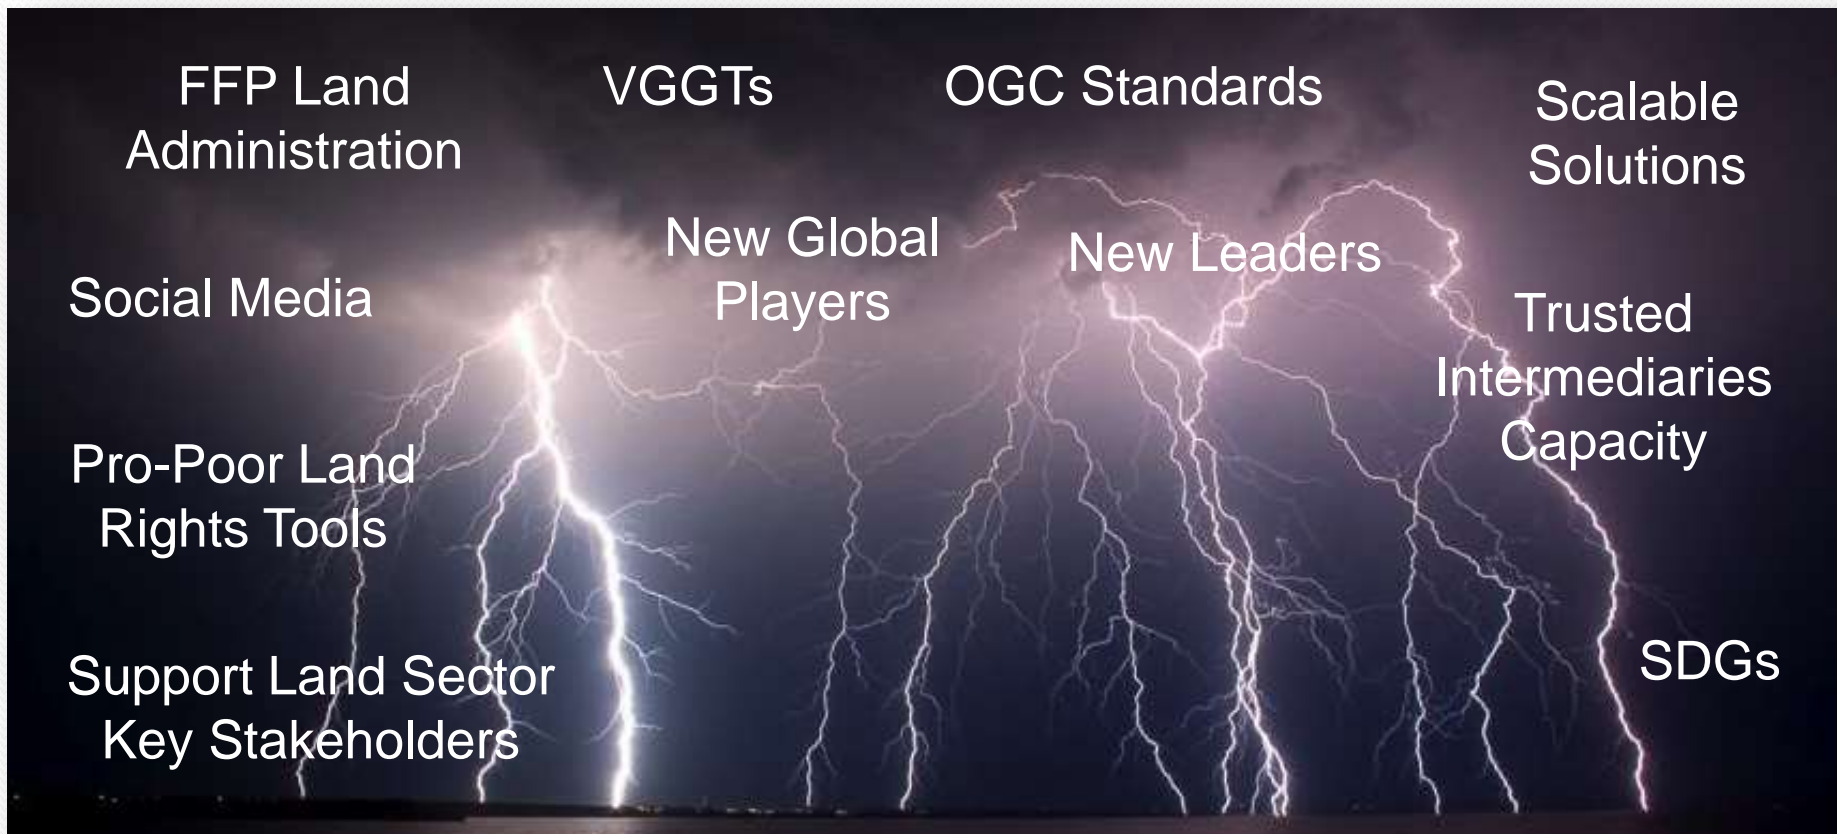 FFP Land
Administration
VGGTs
OGC Standards
Scalable
Solutions
New Global
Players
New Leaders
Social Media
Trusted
Intermediaries
Capacity
Pro-Poor Land
Rights Tools
Support Land Sector
Key Stakeholders
SDGs